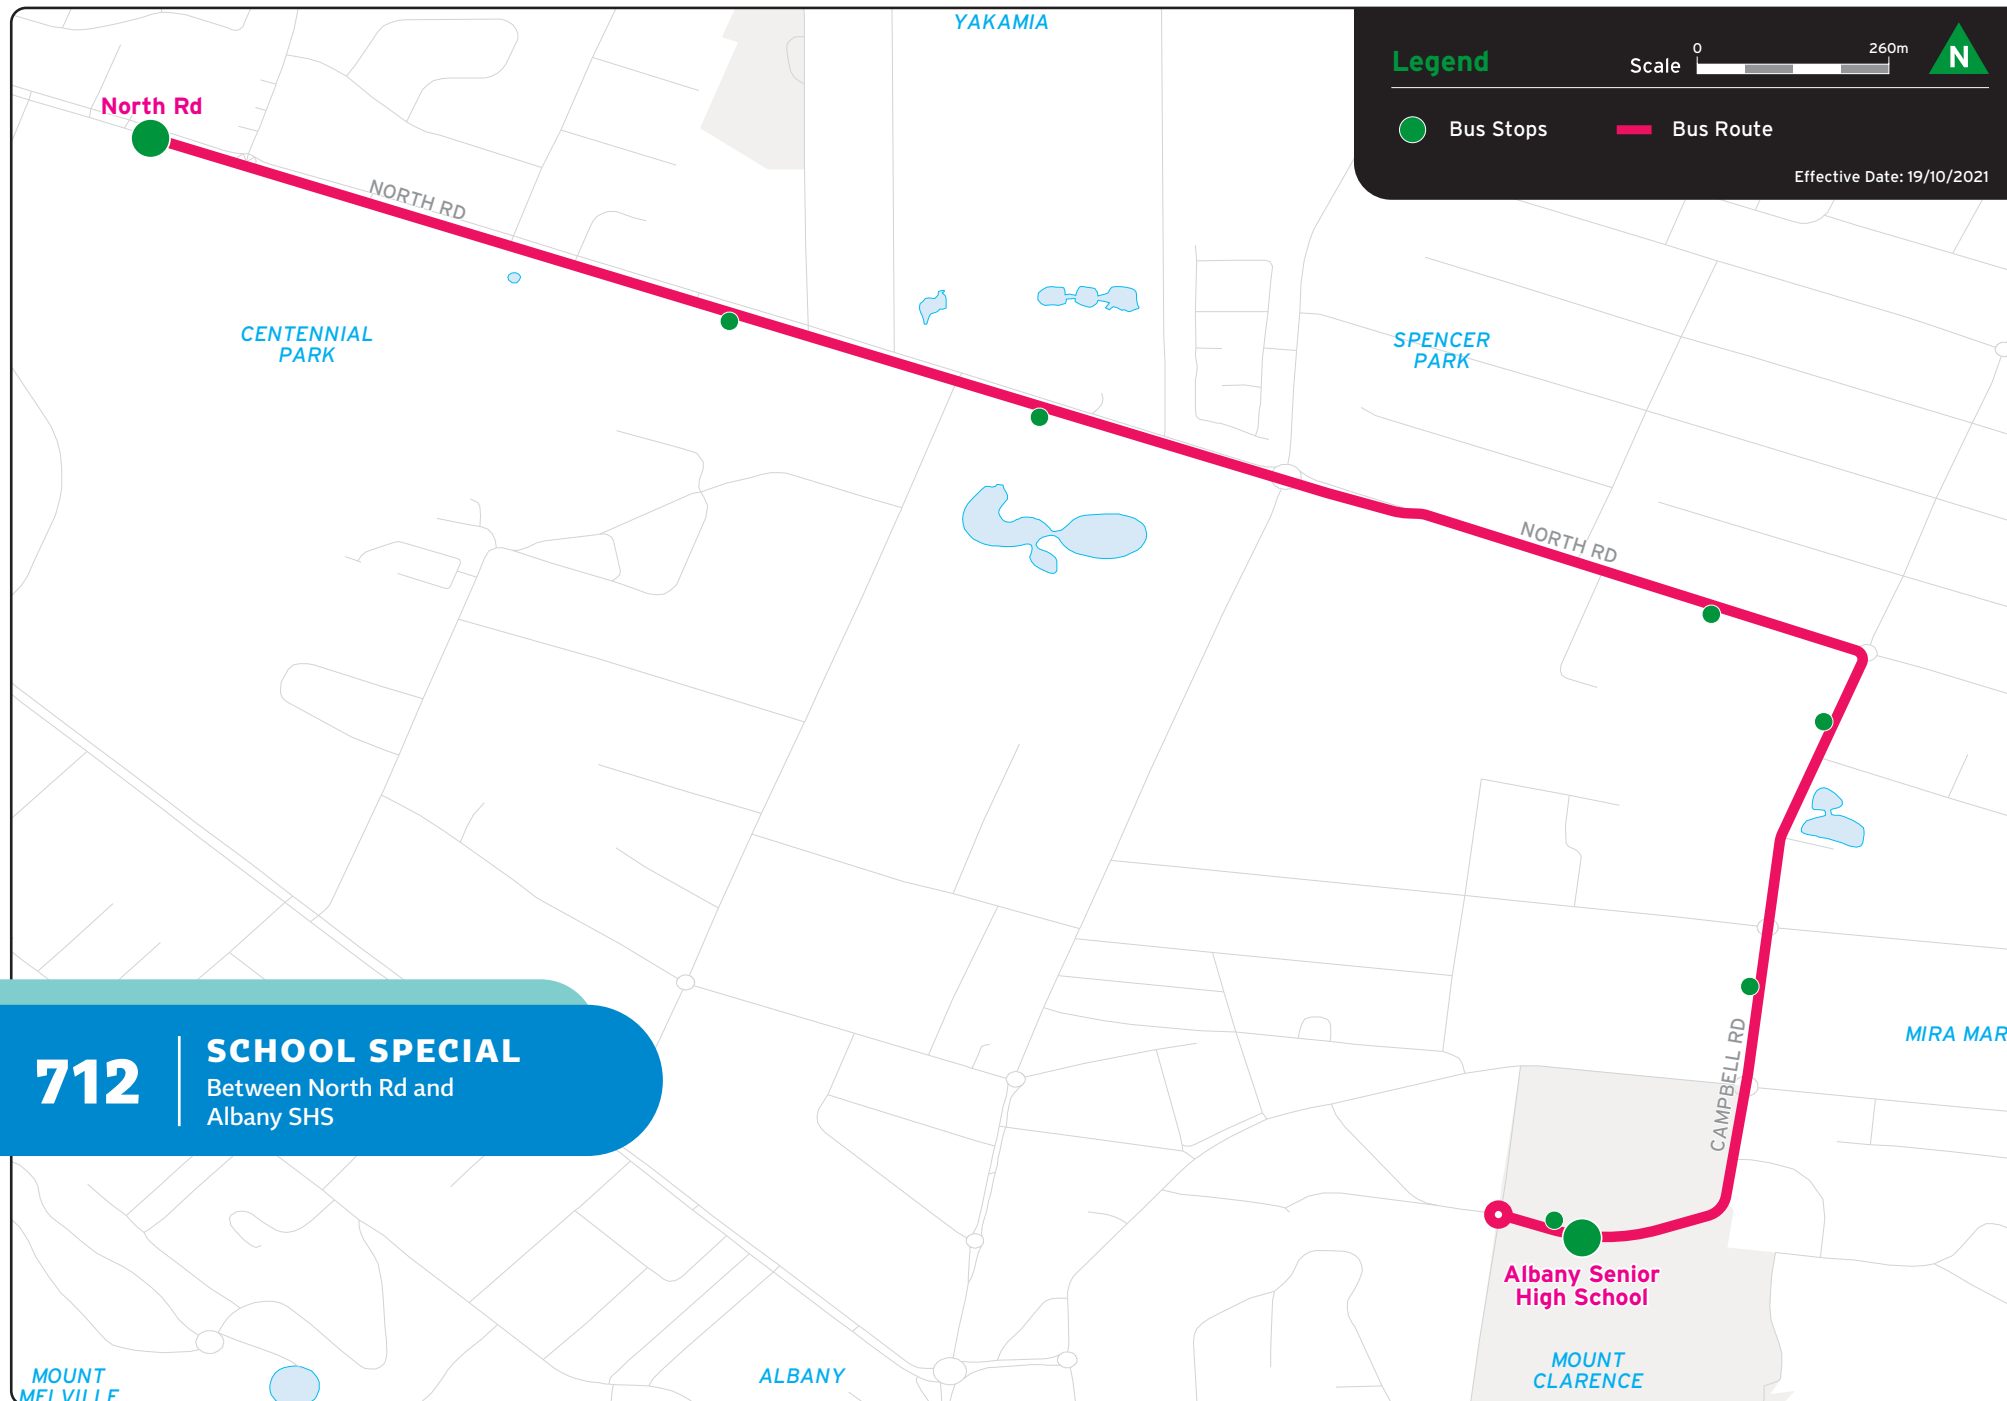 YAKAMIA
Legend
Scale
0
260m
N
Bus Stops
Bus Route
Effective Date: 19/10/2021
North Rd
NORTH RD
CENTENNIAL
PARK
SPENCER
PARK
NORTH RD
MIRA MAR
CAMPBELL RD
712
SCHOOL SPECIAL
Between North Rd and
Albany SHS
Albany Senior
High School
MOUNT
CLARENCE
ALBANY
MOUNT
MELVILLE